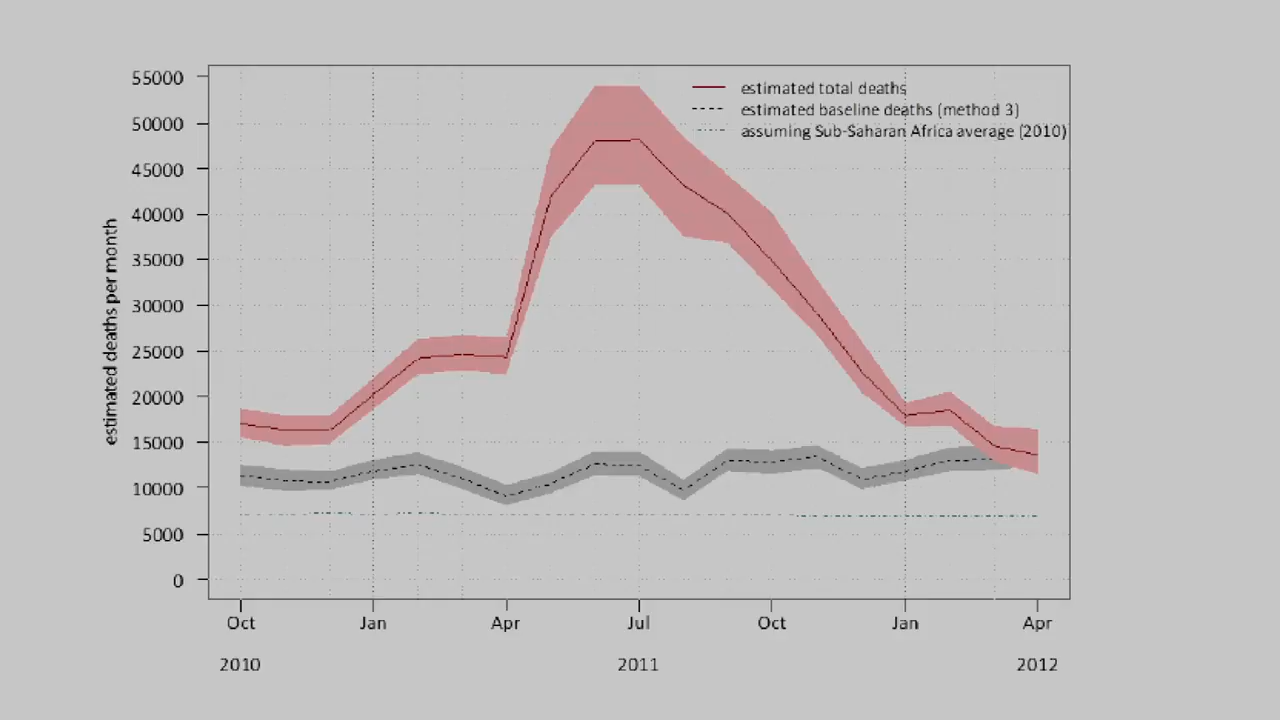 55000
50000
45000
40000
35000
30000
25000
20000
15000
10000
5000
0
estimated deaths per month
estimated total deaths
estimated baseline deaths (method 3)
assuming Sub-Saharan Africa average (2010)
Oct Jan Apr Jul Oct Jan Apr
2010 2011 2012